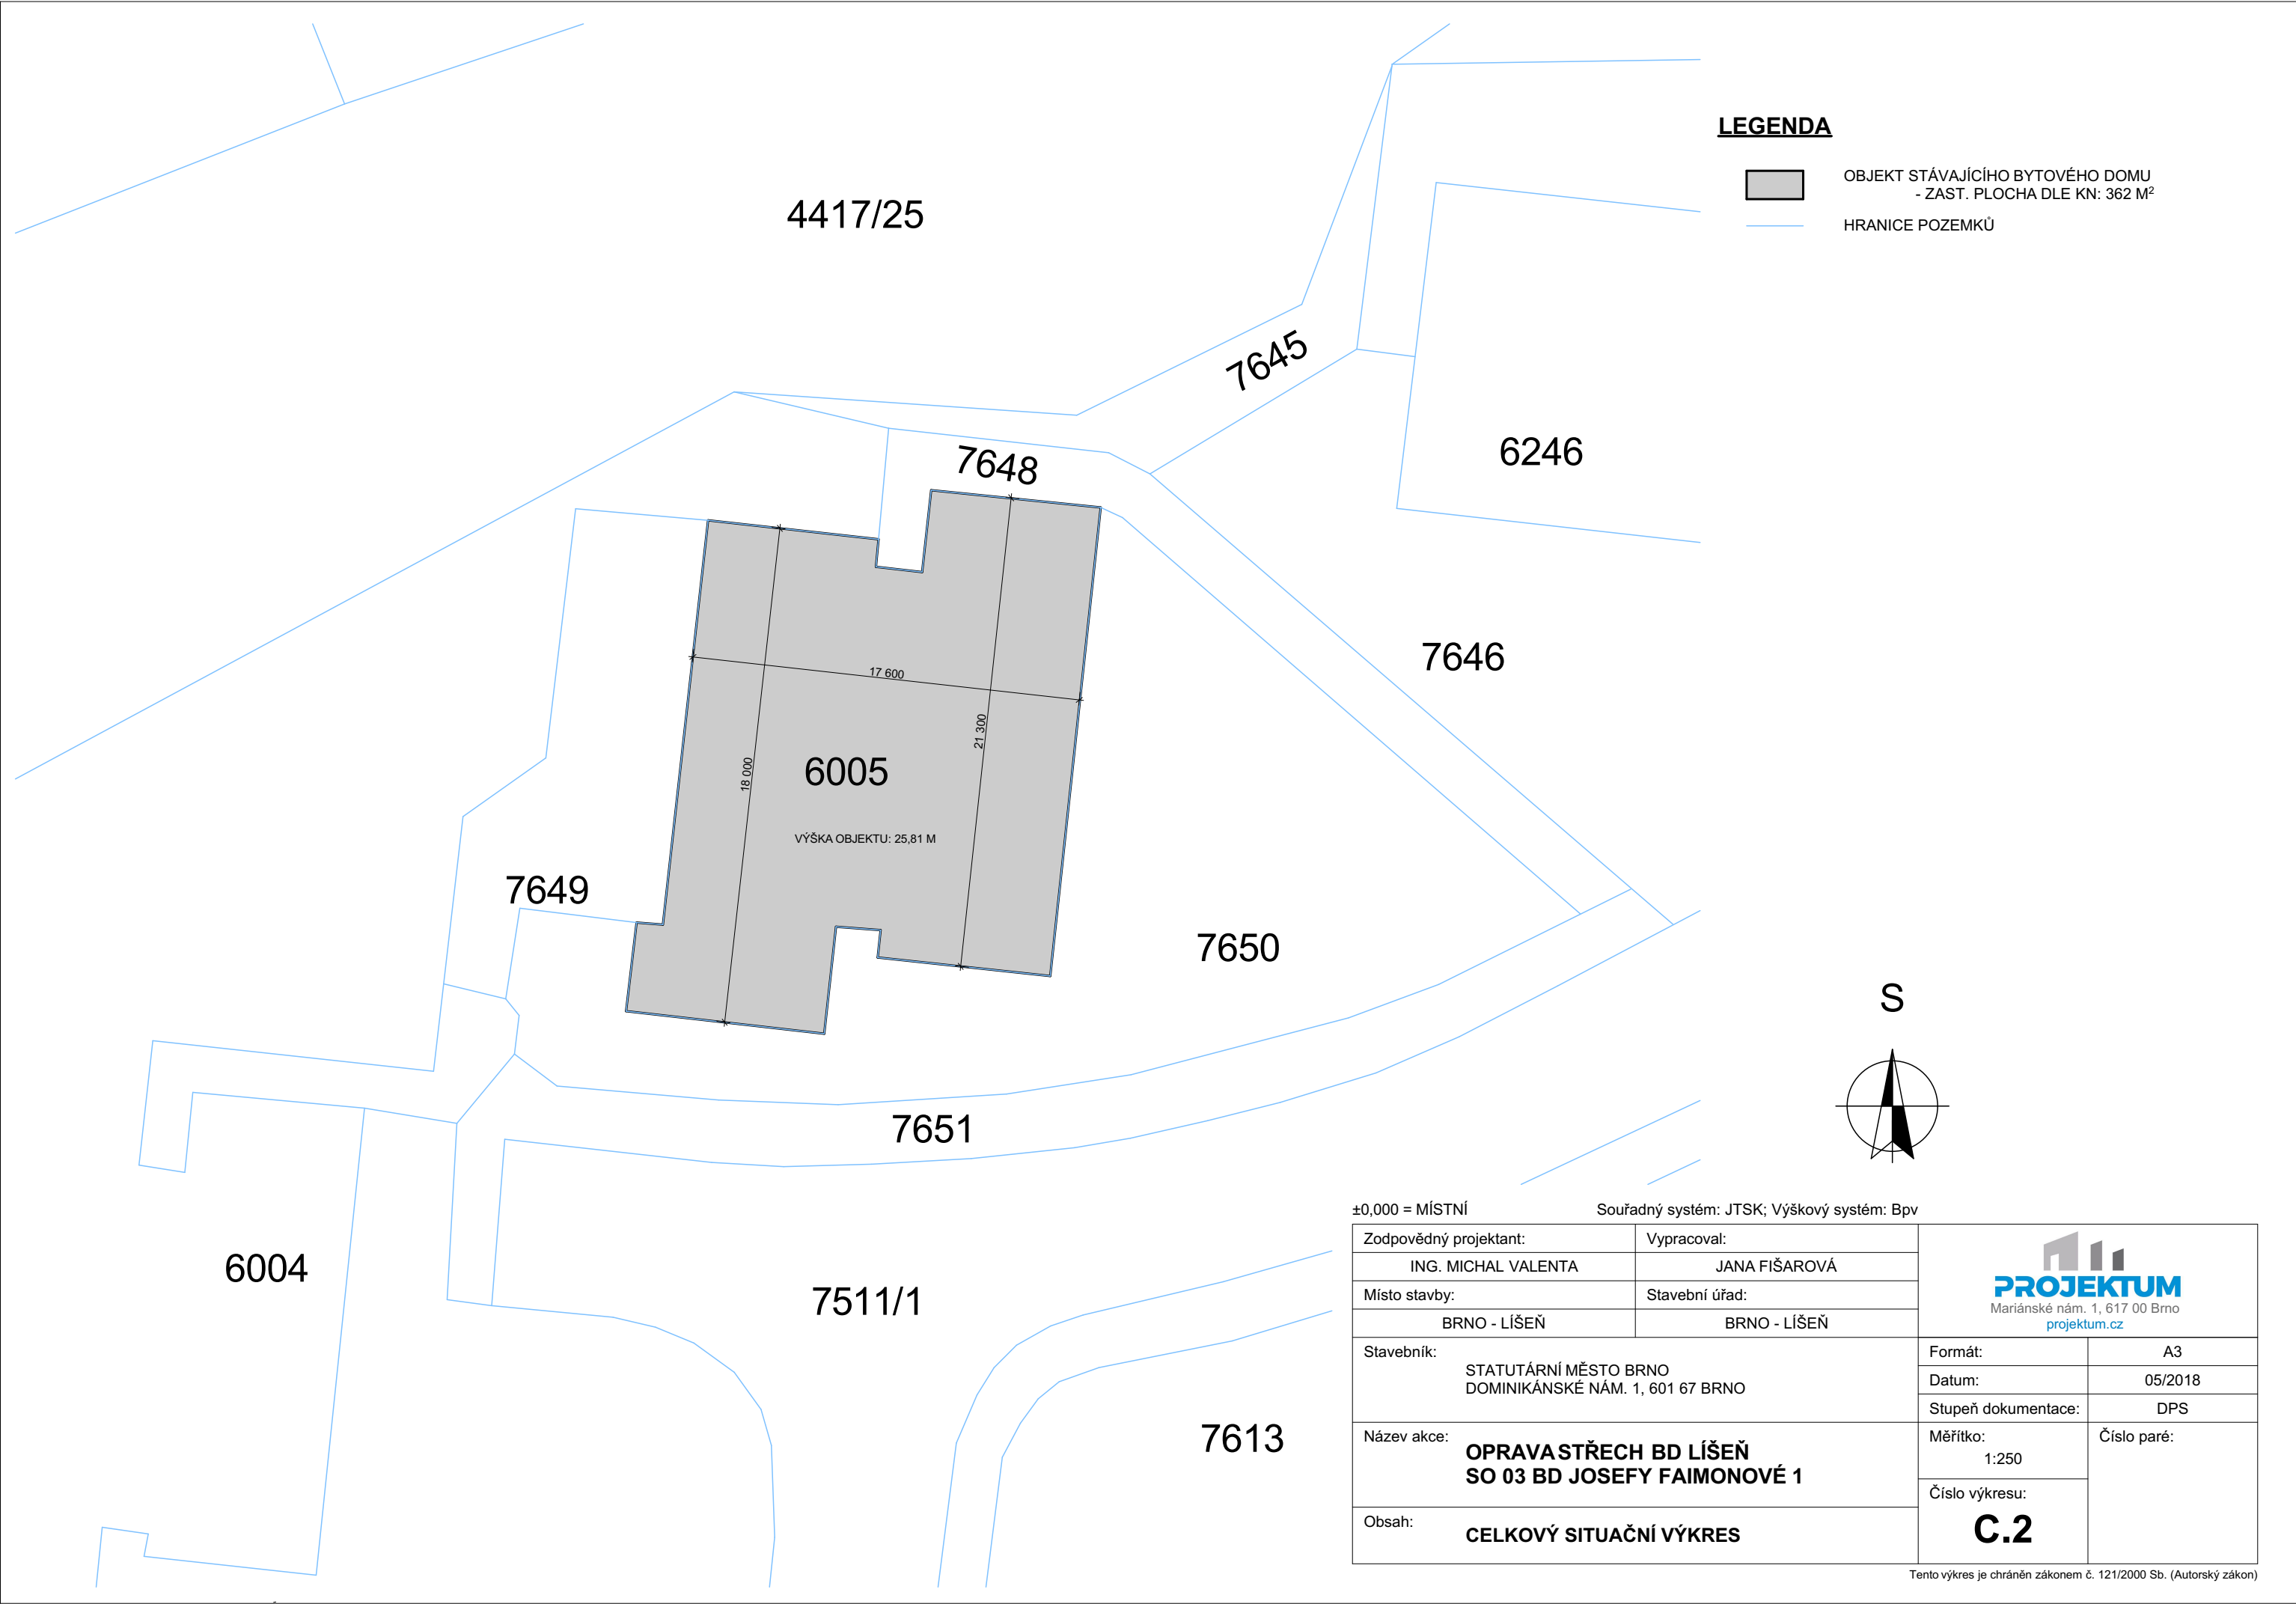 LEGENDA
OBJEKT STÁVAJÍCÍHO BYTOVÉHO DOMU
- ZAST. PLOCHA DLE KN: 362 M²
HRANICE POZEMKŮ
4417/25
7645
7648
6246
7646
17 600
21 300
18 000
6005
VÝŠKA OBJEKTU: 25,81 M
7649
7650
S
7651
6004
7511/1
7613
±0,000 = MÍSTNÍ
Souřadný systém: JTSK; Výškový systém: Bpv
Zodpovědný projektant:
Vypracoval:
ING. MICHAL VALENTA
JANA FIŠAROVÁ
Místo stavby:
Stavební úřad:
BRNO - LÍŠEŇ
BRNO - LÍŠEŇ
PROJEKTUM
Mariánské nám. 1, 617 00 Brno
projektum.cz
Stavebník:
STATUTÁRNÍ MĚSTO BRNO
DOMINIKÁNSKÉ NÁM. 1, 601 67 BRNO
Formát:
A3
Datum:
05/2018
Stupeň dokumentace:
DPS
Název akce:
OPRAVA STŘECH BD LÍŠEŇ
SO 03 BD JOSEFY FAIMONOVÉ 1
Měřítko:
1:250
Číslo paré:
Číslo výkresu:
C.2
Obsah:
CELKOVÝ SITUAČNÍ VÝKRES
Tento výkres je chráněn zákonem č. 121/2000 Sb. (Autorský zákon)